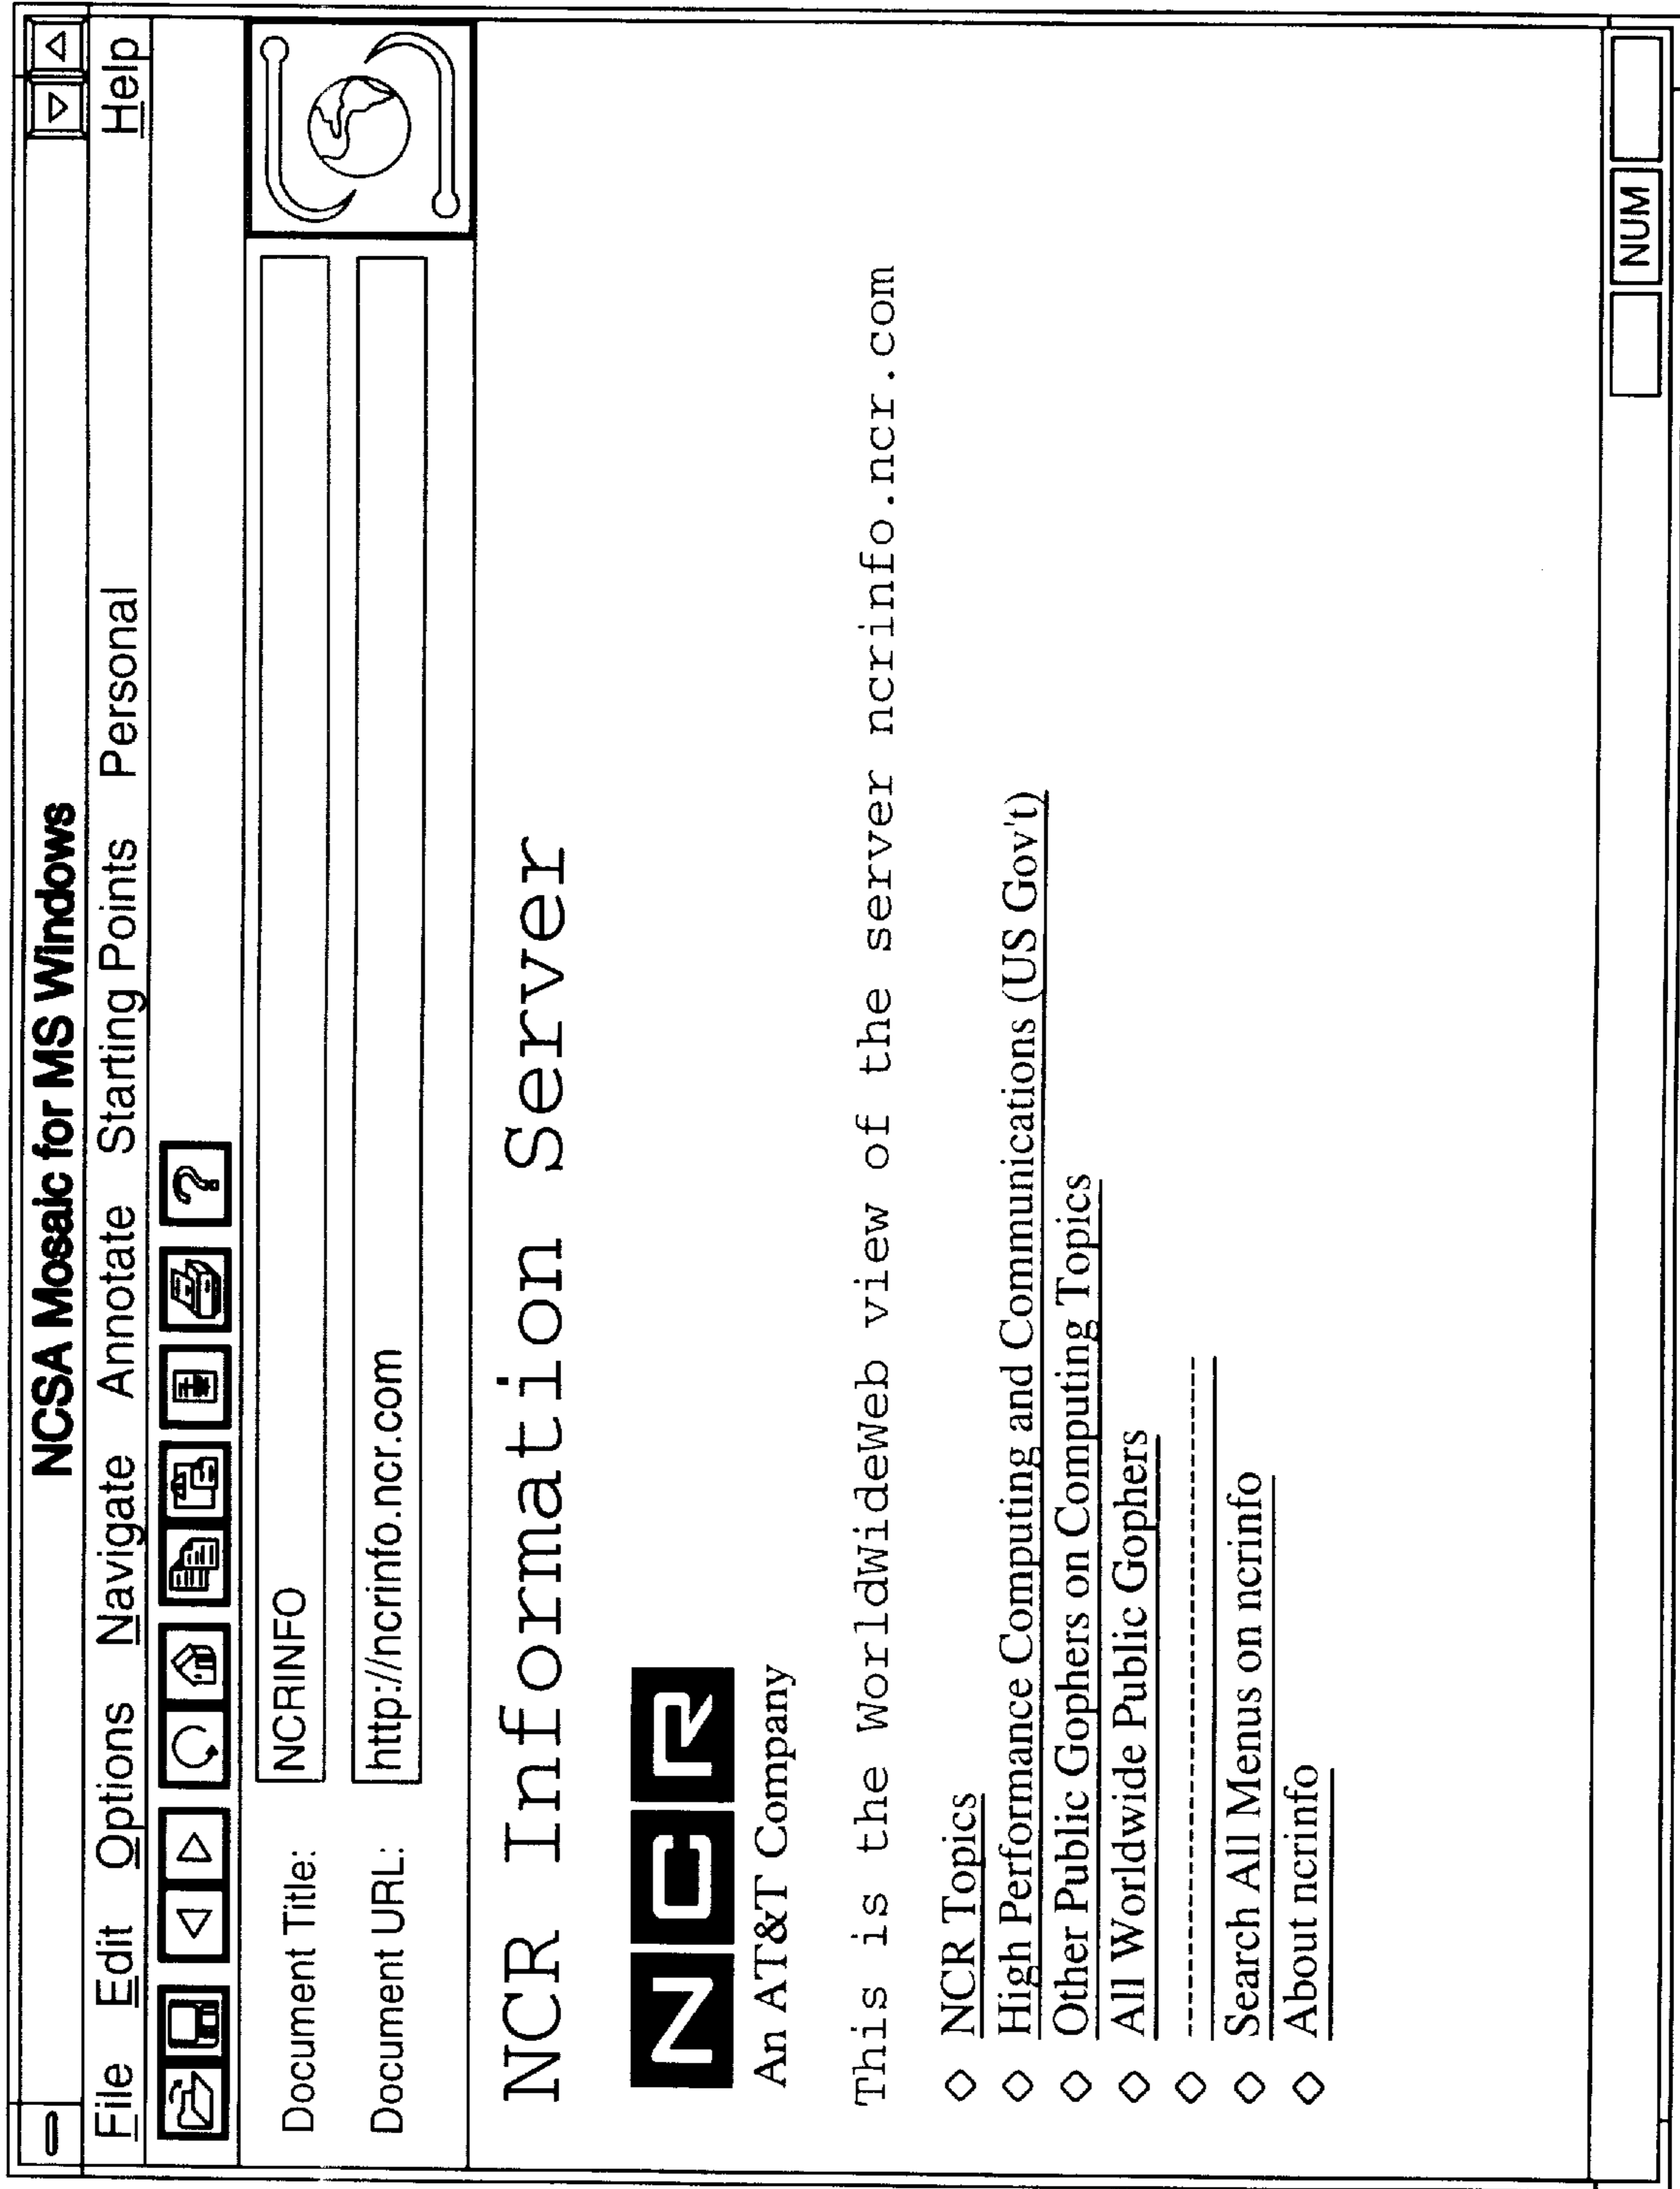 NCSA Mosaic for MS Windows
File Edit Options Navigate Annotate Starting Points Personal Help
?
Document Title: NCRINFO
Document URL: http://ncrinfo.ncr.com
NCR Information Server
NCR
An AT&T Company
This is the WorldWideWeb view of the server ncrinfo.ncr.com
◇ NCR Topics
◇ High Performance Computing and Communications (US Gov't)
◇ Other Public Gophers on Computing Topics
◇ All Worldwide Public Gophers
◇ ------------------------------
◇ Search All Menus on ncrinfo
◇ About ncrinfo
NUM